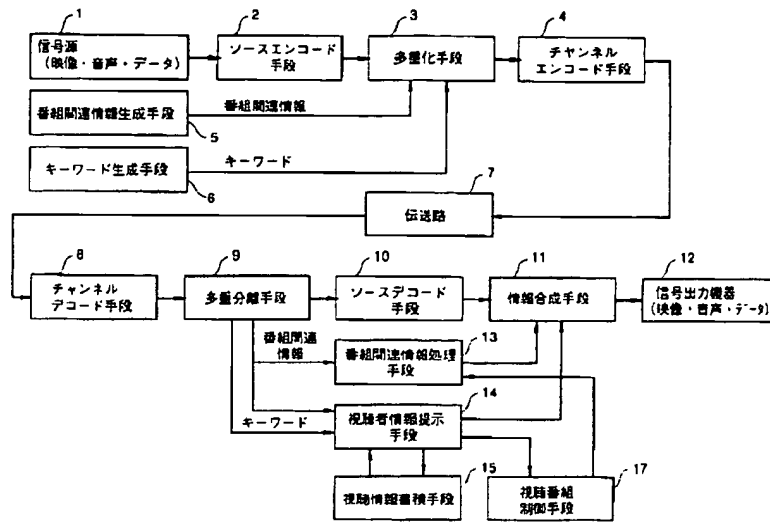 1
2
3
4
信号源
(映像・音声・データ)
ソースエンコード
手段
多重化手段
チャンネル
エンコード手段
番組関連情報生成手段
番組関連情報
5
キーワード生成手段
キーワード
6
7
伝送路
8
9
10
11
12
チャンネル
デコード手段
多重分離手段
ソースデコード
手段
情報合成手段
信号出力機器
(映像・音声・データ)
番組関連
情報
13
番組関連情報処理
手段
14
キーワード
視聴者情報提示
手段
15
視聴情報蓄積手段
17
視聴番組
制御手段